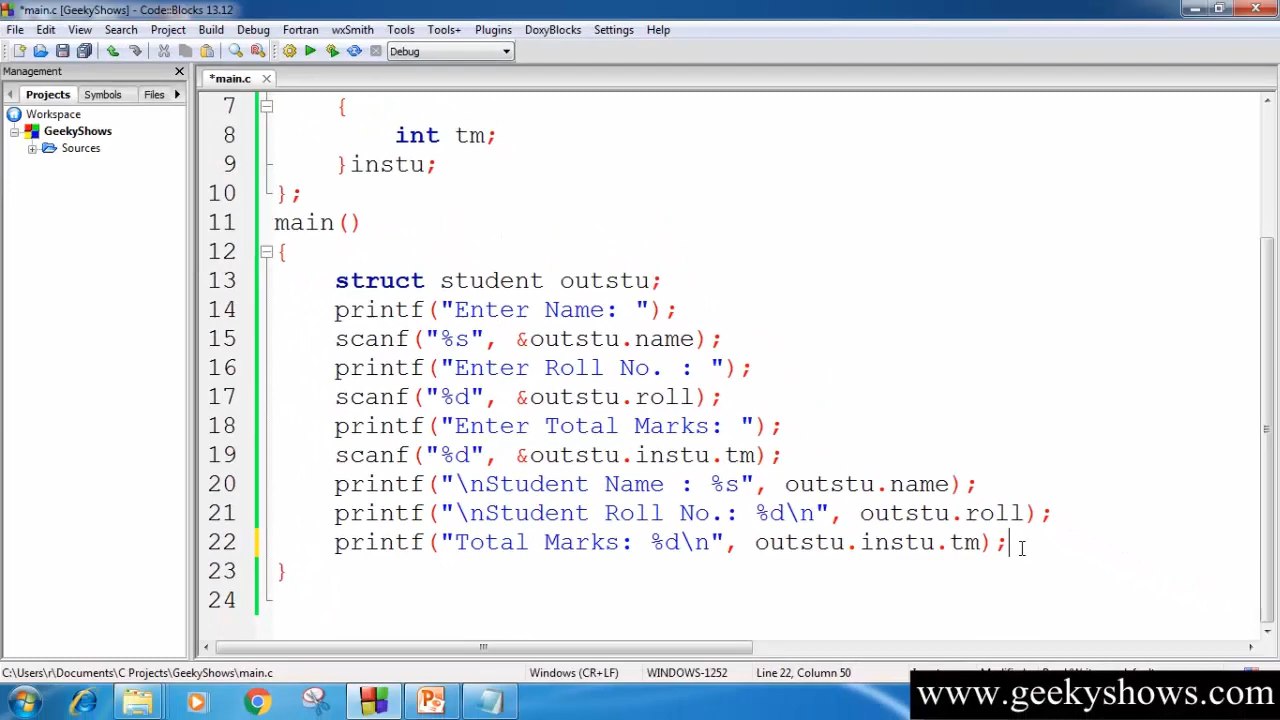 *main.c [GeekyShows] - Code::Blocks 13.12
File Edit View Search Project Build Debug Fortran wxSmith Tools Tools+ Plugins DoxyBlocks Settings Help
Debug
Management
*main.c
Projects Symbols Files
Workspace
GeekyShows
Sources
7 {
8 int tm;
9 }instu;
10 };
11 main()
12 {
13 struct student outstu;
14 printf("Enter Name: ");
15 scanf("%s", &outstu.name);
16 printf("Enter Roll No. : ");
17 scanf("%d", &outstu.roll);
18 printf("Enter Total Marks: ");
19 scanf("%d", &outstu.instu.tm);
20 printf("\nStudent Name : %s", outstu.name);
21 printf("\nStudent Roll No.: %d\n", outstu.roll);
22 printf("Total Marks: %d\n", outstu.instu.tm);
23 }
24
C:\Users\r\Documents\C Projects\GeekyShows\main.c Windows (CR+LF) WINDOWS-1252 Line 22, Column 50
www.geekyshows.com